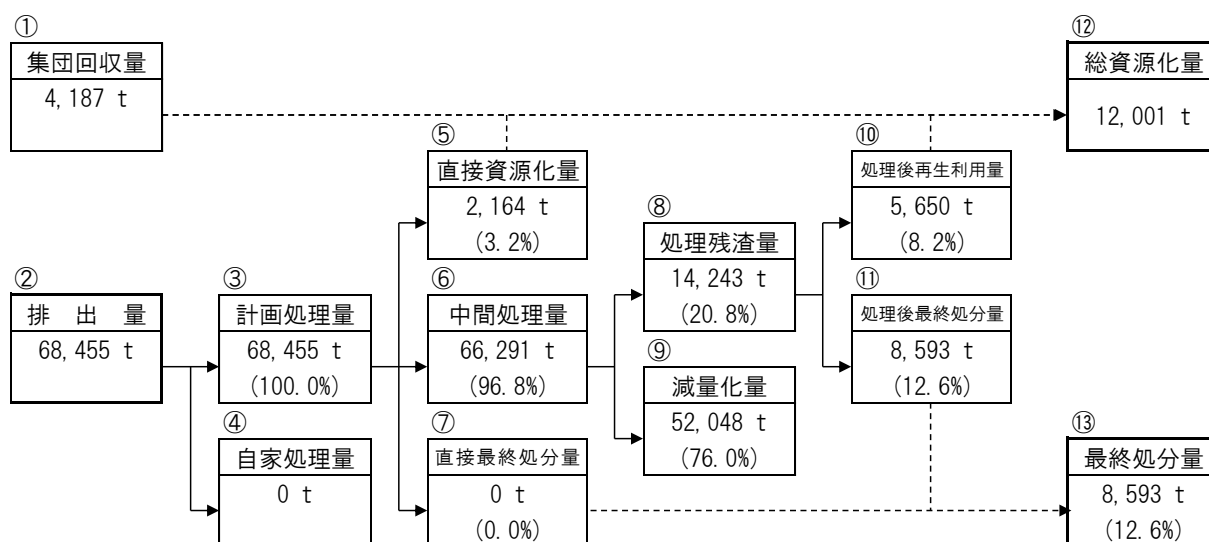 ①
集団回収量
4,187 t
②
排 出 量
68,455 t
③
計画処理量
68,455 t
(100.0%)
④
自家処理量
0 t
⑤
直接資源化量
2,164 t
(3.2%)
⑥
中間処理量
66,291 t
(96.8%)
⑦
直接最終処分量
0 t
(0.0%)
⑧
処理残渣量
14,243 t
(20.8%)
⑨
減量化量
52,048 t
(76.0%)
⑩
処理後再生利用量
5,650 t
(8.2%)
⑪
処理後最終処分量
8,593 t
(12.6%)
⑫
総資源化量
12,001 t
⑬
最終処分量
8,593 t
(12.6%)